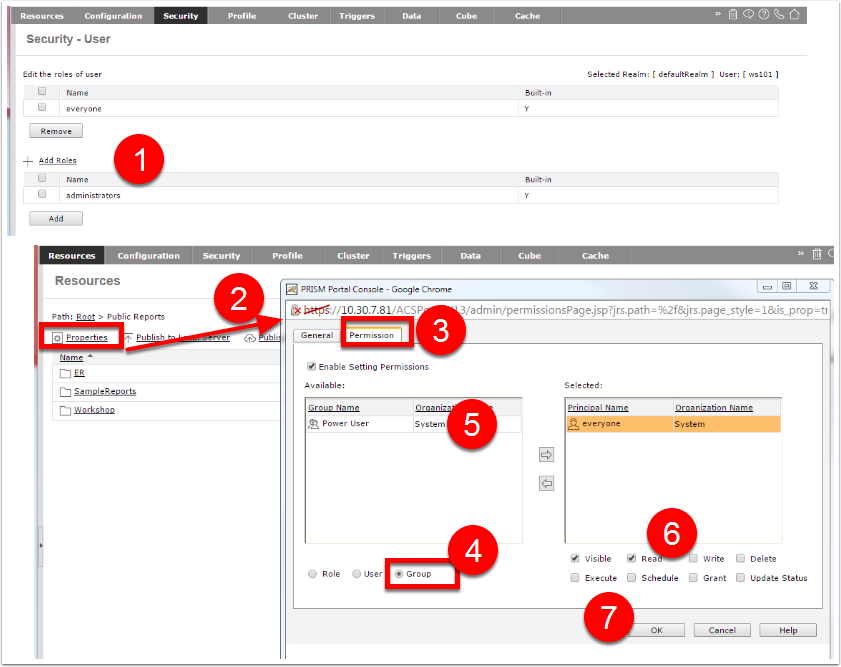 Resources Configuration Security Profile Cluster Triggers Data Cube Cache »
Security - User
Edit the roles of user Selected Realm: [ defaultRealm ] User: [ ws101 ]
Name Built-in
everyone Y
Remove
1
Add Roles
Name Built-in
administrators Y
Add
Resources Configuration Security Profile Cluster Triggers Data Cube Cache »
Resources
2
PRISM Portal Console - Google Chrome
https://10.30.7.81/ACSP 13/admin/permissionsPage.jsp?jrs.path=%2f&jrs.page_style=1&is_prop=tr
Path: Root > Public Reports
3
General Permission
Properties Publish to Server Publis
Name
Enable Setting Permissions
ER
Available: Selected:
SampleReports
Group Name Principal Name Organization Name
Workshop
Power User System everyone System
5
4
6
Visible Read Write Delete
Role User Group
Execute Schedule Grant Update Status
7
OK Cancel Help